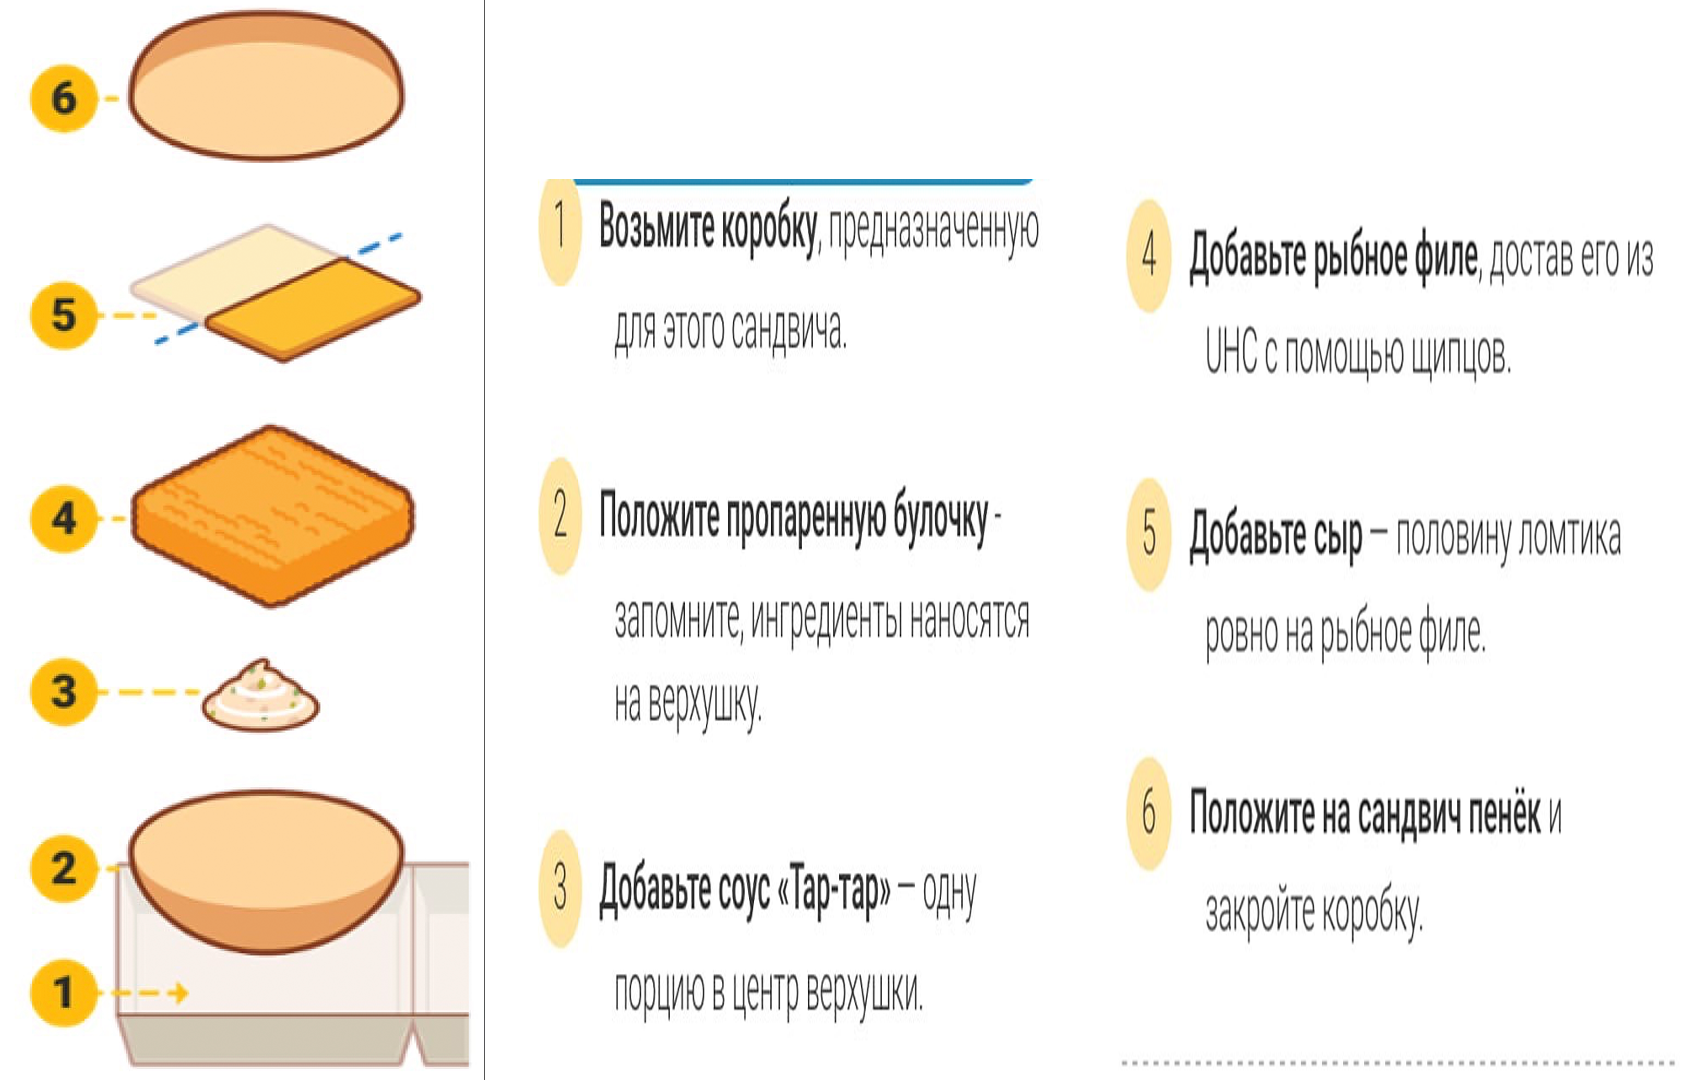 6
5
4
3
2
1
1 Возьмите коробку, предназначенную
для этого сандвича.
2 Положите пропаренную булочку -
запомните, ингредиенты наносятся
на верхушку.
3 Добавьте соус «Тар-тар» – одну
порцию в центр верхушки.
4 Добавьте рыбное филе, достав его из
UHC с помощью щипцов.
5 Добавьте сыр – половину ломтика
ровно на рыбное филе.
6 Положите на сандвич пенёк и
закройте коробку.